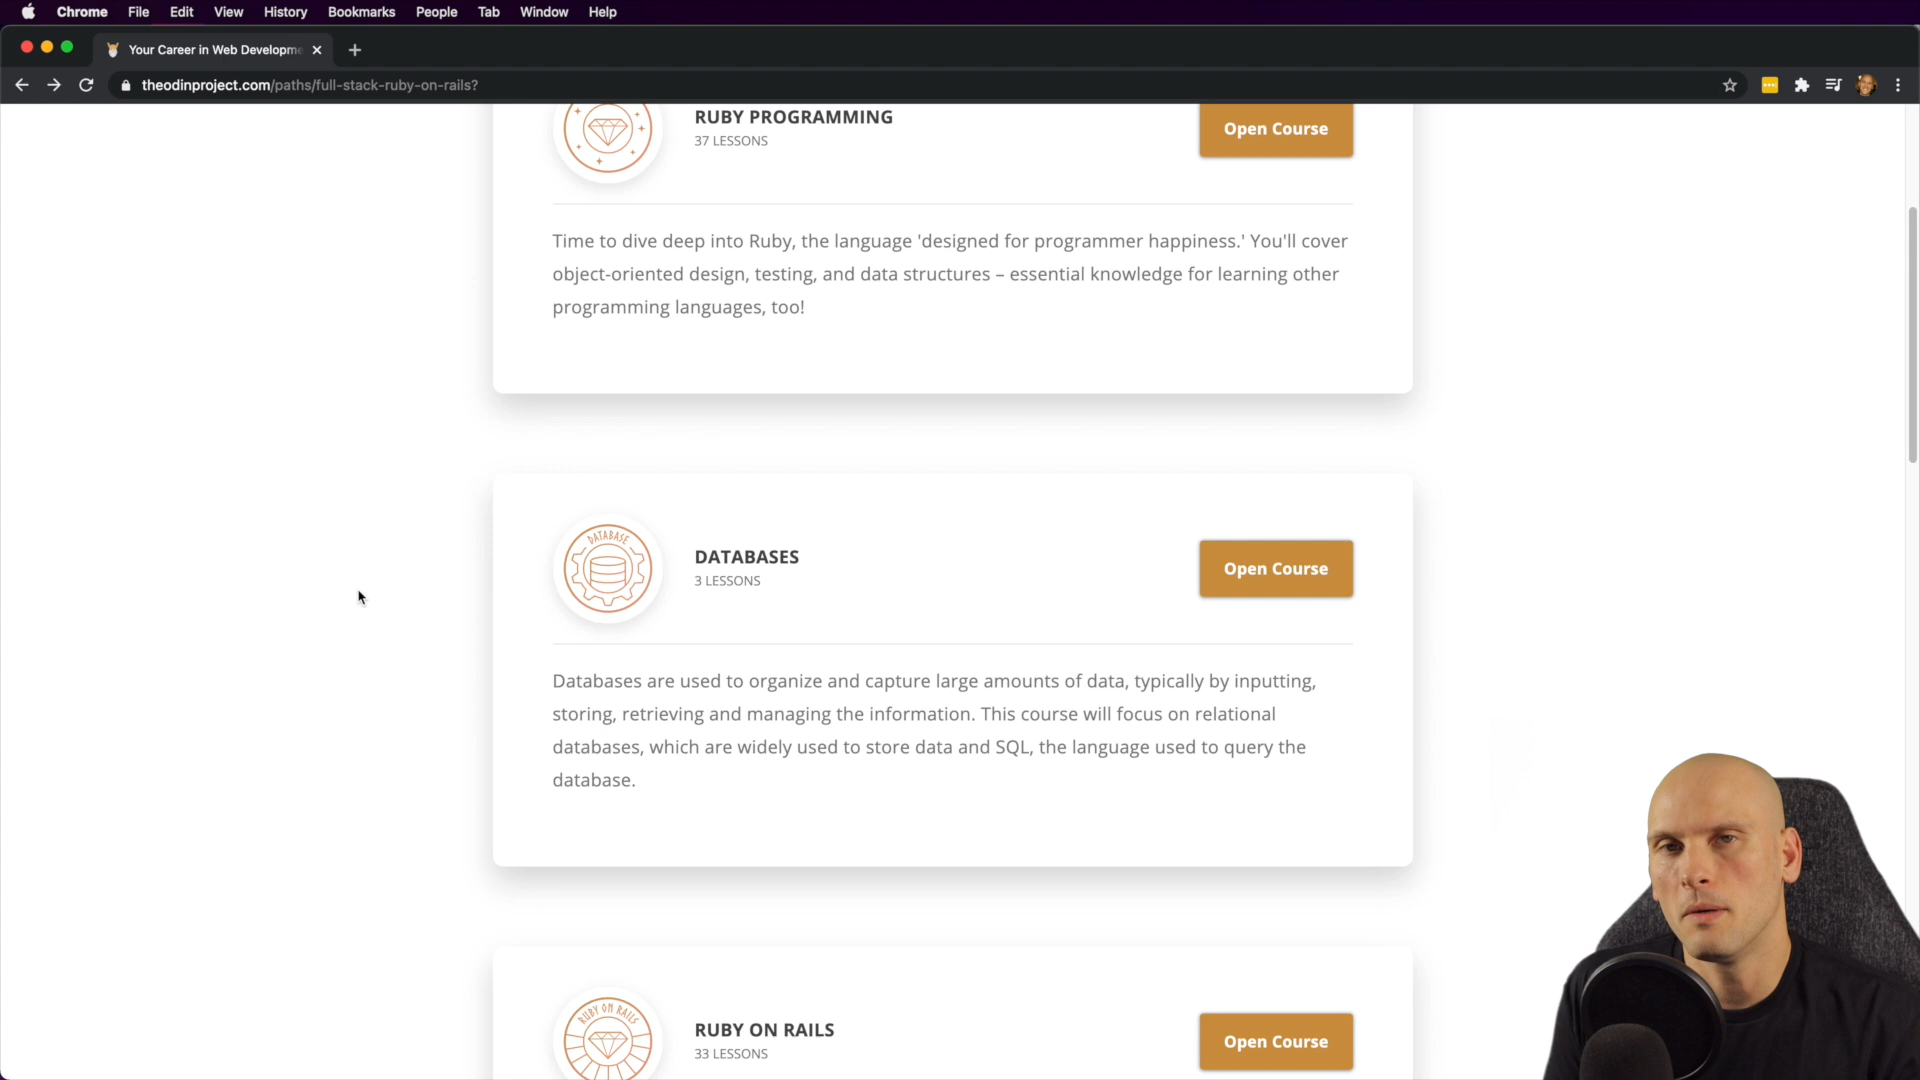 Chrome File Edit View History Bookmarks People Tab Window Help
Your Career in Web Developme
theodinproject.com/paths/full-stack-ruby-on-rails?
RUBY PROGRAMMING
37 LESSONS
Open Course
Time to dive deep into Ruby, the language 'designed for programmer happiness.' You'll cover
object-oriented design, testing, and data structures – essential knowledge for learning other
programming languages, too!
DATABASE
DATABASES
3 LESSONS
Open Course
Databases are used to organize and capture large amounts of data, typically by inputting,
storing, retrieving and managing the information. This course will focus on relational
databases, which are widely used to store data and SQL, the language used to query the
database.
RUBY ON RAILS
RUBY ON RAILS
33 LESSONS
Open Course